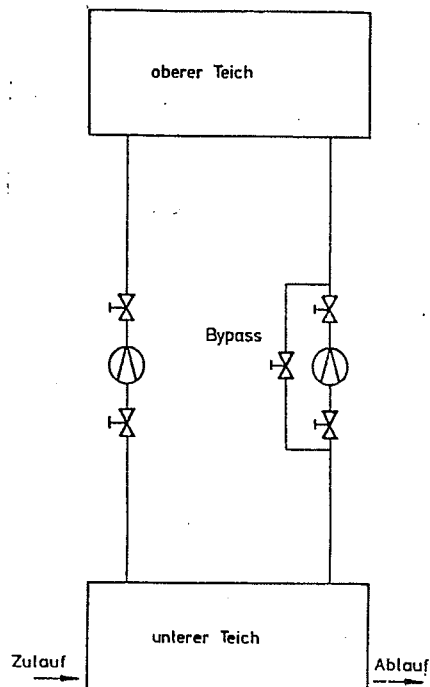 oberer Teich
Bypass
unterer Teich
Zulauf
Ablauf